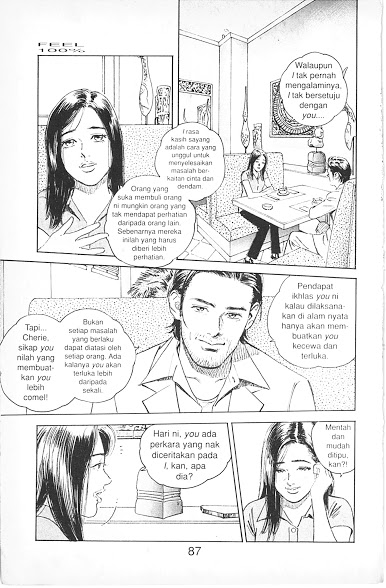 FEEL
100%
Walaupun
I tak pernah
mengalaminya,
I tak bersetuju
dengan
you....
I rasa
kasih sayang
adalah cara yang
unggul untuk
menyelesaikan
masalah ber-
kaitan cinta dan
dendam.
Orang yang
suka membuli orang
ni mungkin orang yang
tak mendapat perhatian
daripada orang lain.
Sebenarnya mereka
inilah yang harus
diberi lebih
perhatian.
Pendapat
ikhlas you ni
kalau dilaksana-
kan di alam nyata
hanya akan mem-
buatkan you
kecewa dan
terluka.
Bukan
setiap masalah
yang berlaku
dapat diatasi oleh
setiap orang. Ada
kalanya you akan
terluka lebih
daripada
sekali.
Tapi...
Cherie,
sikap you
nilah yang
membuat-
kan you
lebih
comel!
Hari ni, you ada
perkara yang nak
diceritakan pada
I, kan, apa
dia?
Mentah
dan
mudah
ditipu,
kan?!
87